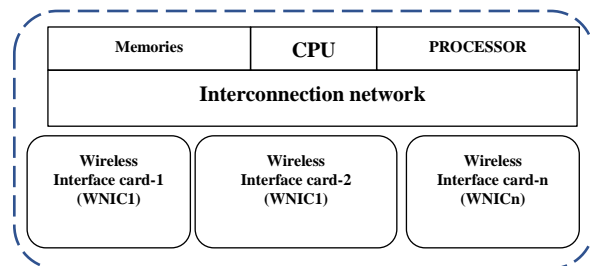 Memories CPU PROCESSOR
Interconnection network
Wireless
Interface card-1
(WNIC1)
Wireless
Interface card-2
(WNIC1)
Wireless
Interface card-n
(WNICn)